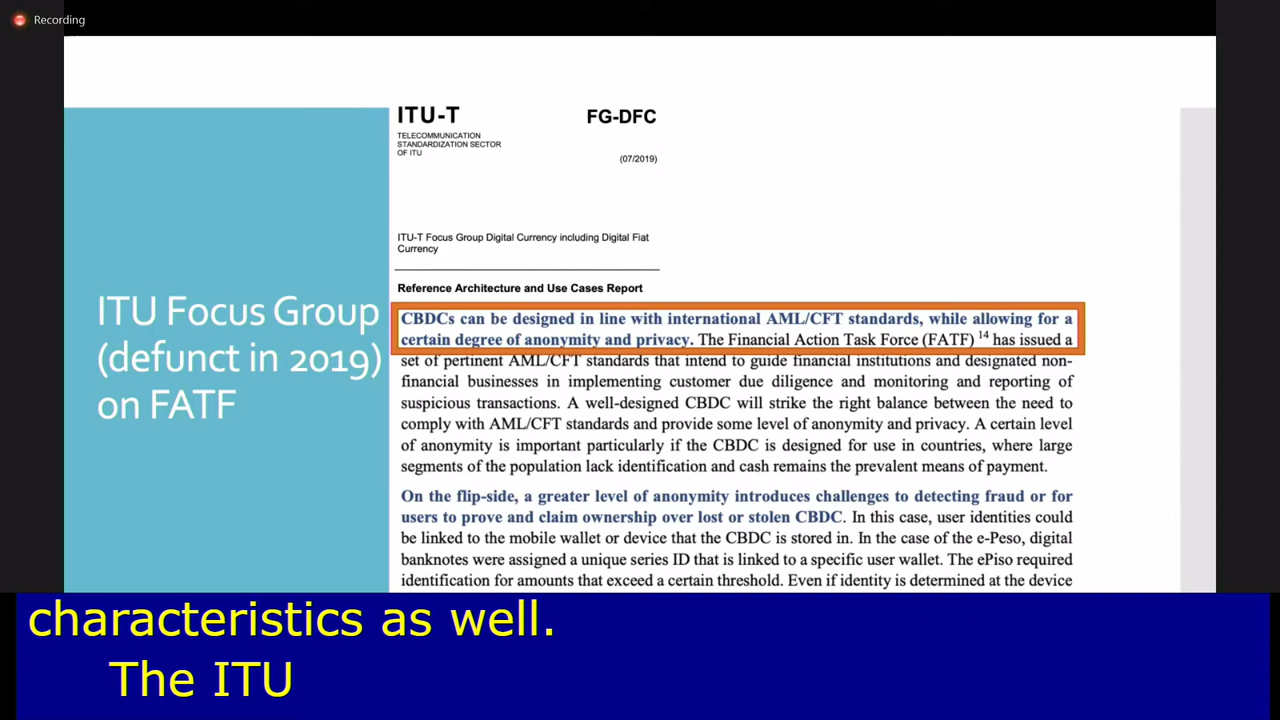 Recording
ITU Focus Group
(defunct in 2019)
on FATF
ITU-T
FG-DFC
TELECOMMUNICATION
STANDARDIZATION SECTOR
OF ITU
(07/2019)
ITU-T Focus Group Digital Currency including Digital Fiat
Currency
Reference Architecture and Use Cases Report
CBDCs can be designed in line with international AML/CFT standards, while allowing for a
certain degree of anonymity and privacy. The Financial Action Task Force (FATF) 14 has issued a
set of pertinent AML/CFT standards that intend to guide financial institutions and designated non-
financial businesses in implementing customer due diligence and monitoring and reporting of
suspicious transactions. A well-designed CBDC will strike the right balance between the need to
comply with AML/CFT standards and provide some level of anonymity and privacy. A certain level
of anonymity is important particularly if the CBDC is designed for use in countries, where large
segments of the population lack identification and cash remains the prevalent means of payment.
On the flip-side, a greater level of anonymity introduces challenges to detecting fraud or for
users to prove and claim ownership over lost or stolen CBDC. In this case, user identities could
be linked to the mobile wallet or device that the CBDC is stored in. In the case of the e-Peso, digital
banknotes were assigned a unique series ID that is linked to a specific user wallet. The ePiso required
identification for amounts that exceed a certain threshold. Even if identity is determined at the device
characteristics as well.
The ITU